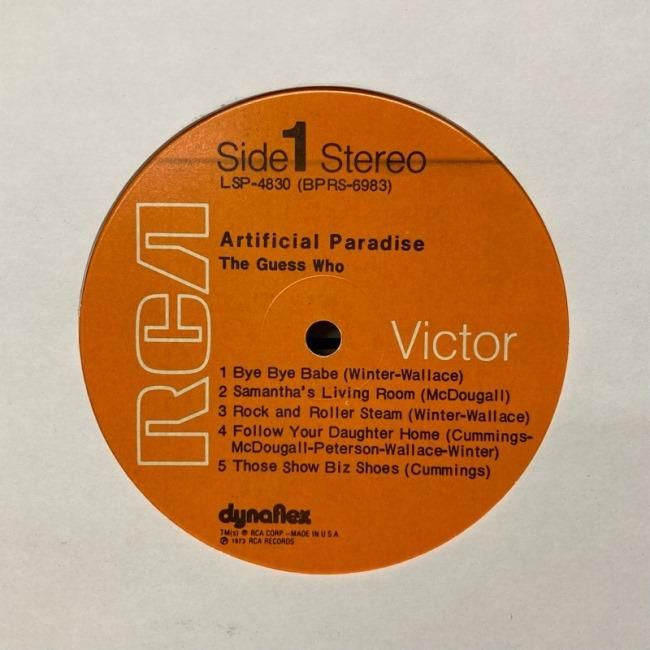 Side 1 Stereo
LSP-4830 (BPRS-6983)
Artificial Paradise
The Guess Who
RCA
Victor
1 Bye Bye Babe (Winter-Wallace)
2 Samantha's Living Room (McDougall)
3 Rock and Roller Steam (Winter-Wallace)
4 Follow Your Daughter Home (Cummings-
McDougall-Peterson-Wallace-Winter)
5 Those Show Biz Shoes (Cummings)
dynaflex
TM(s) ® RCA CORP.-MADE IN U.S.A.
℗ 1973 RCA RECORDS